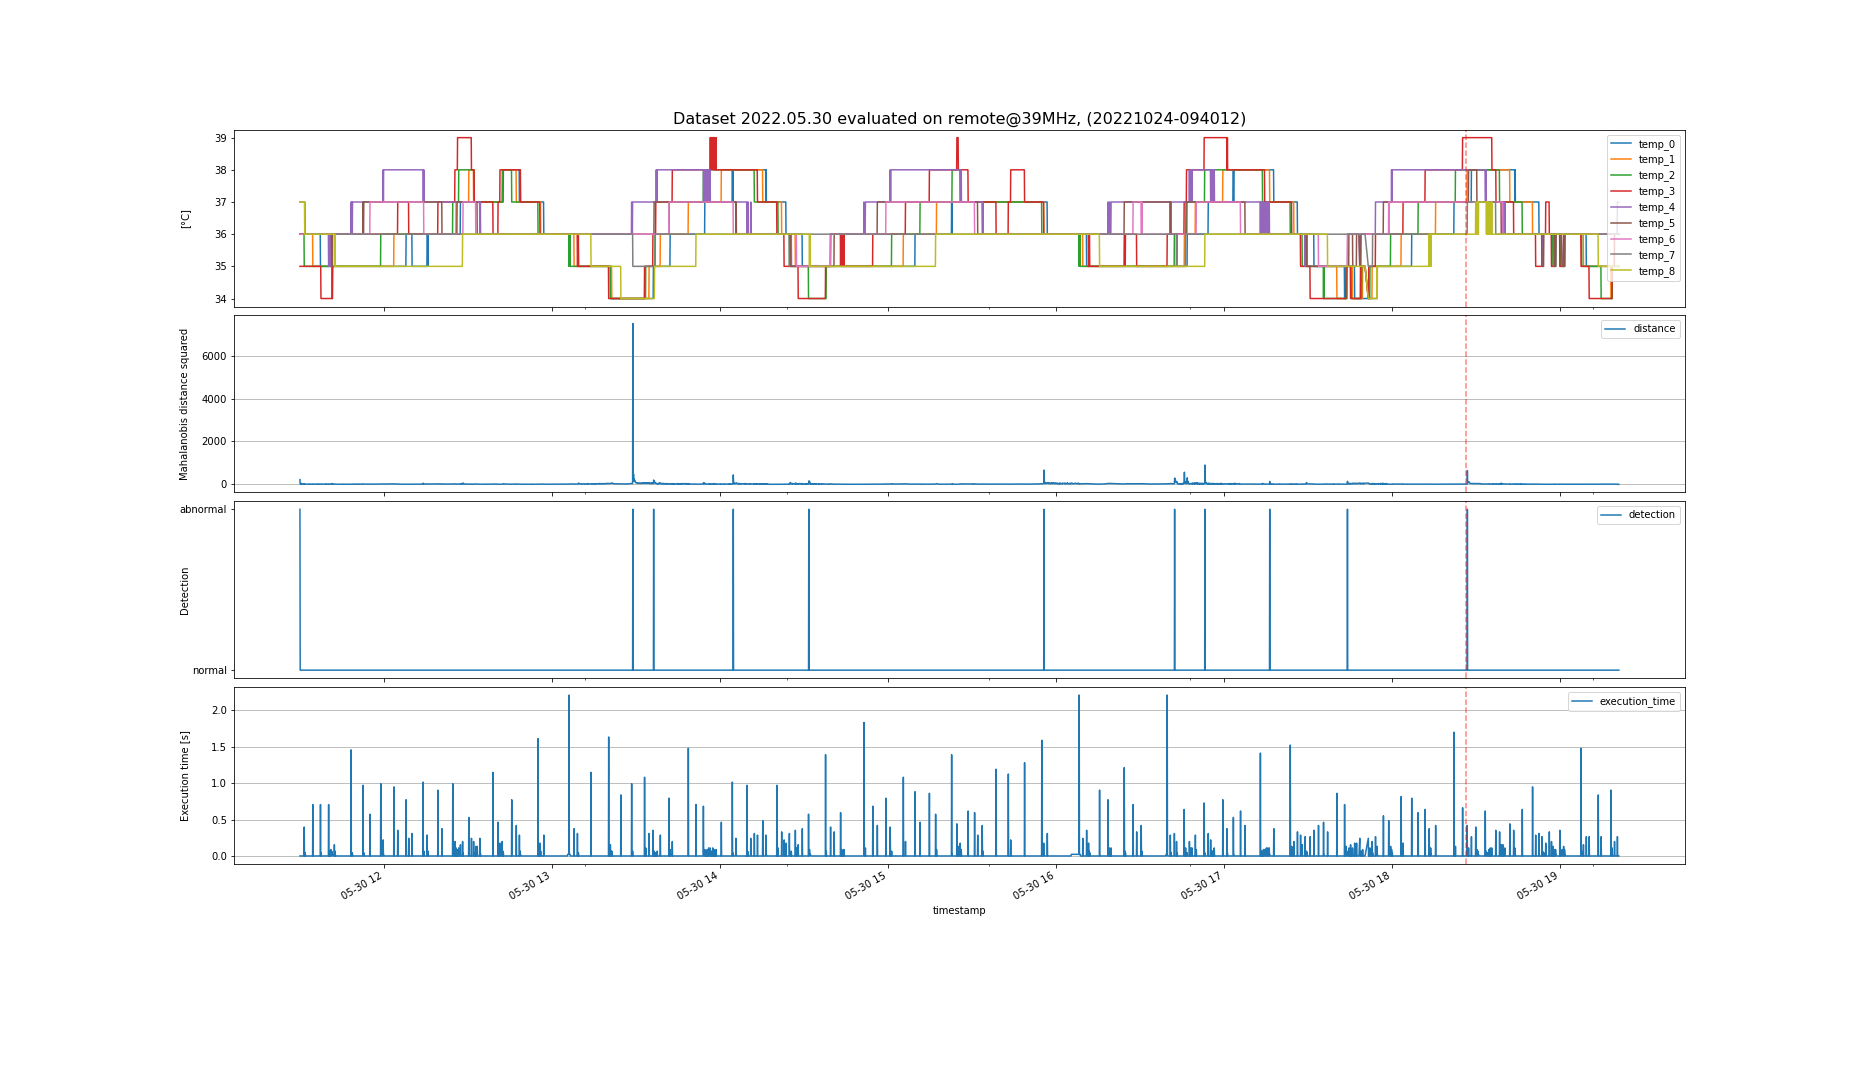 Dataset 2022.05.30 evaluated on remote@39MHz, (20221024-094012)
39
38
37
36
35
34
[°C]
temp_0
temp_1
temp_2
temp_3
temp_4
temp_5
temp_6
temp_7
temp_8
6000
4000
2000
0
Mahalanobis distance squared
distance
abnormal
normal
Detection
detection
2.0
1.5
1.0
0.5
0.0
Execution time [s]
execution_time
05-30 12
05-30 13
05-30 14
05-30 15
05-30 16
05-30 17
05-30 18
05-30 19
timestamp